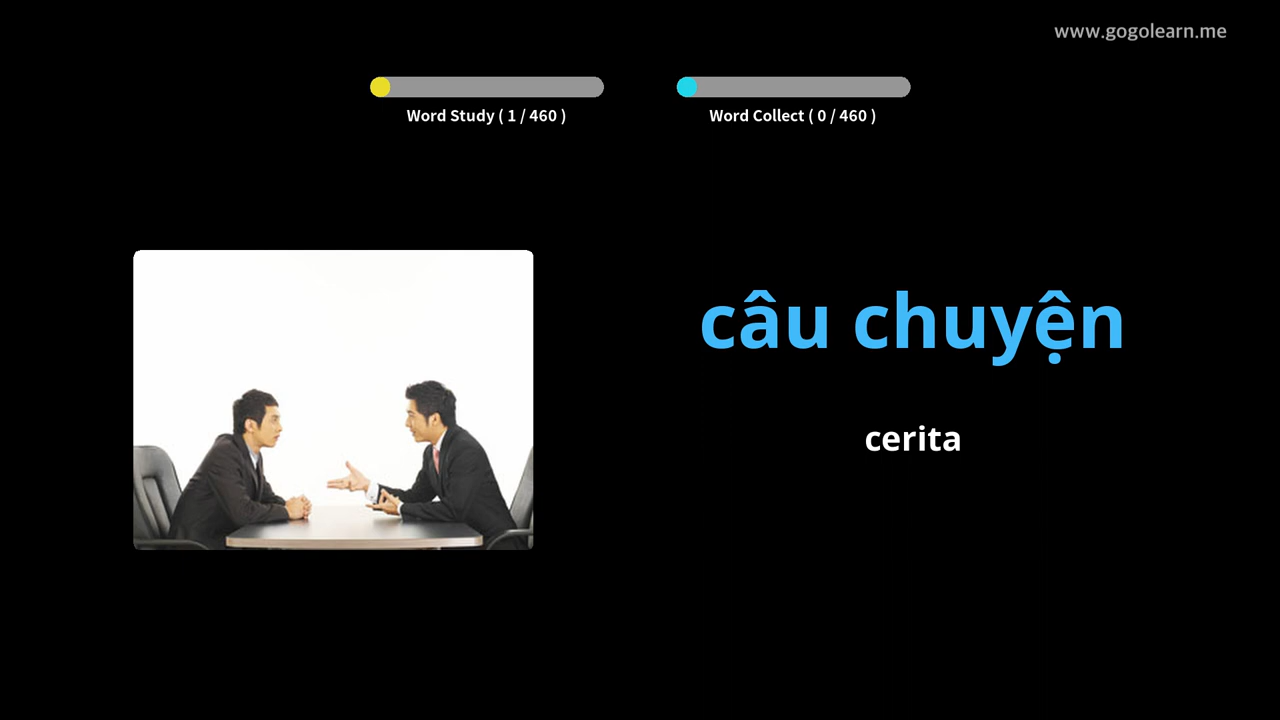 www.gogolearn.me
Word Study ( 1 / 460 )
Word Collect ( 0 / 460 )
câu chuyện
cerita